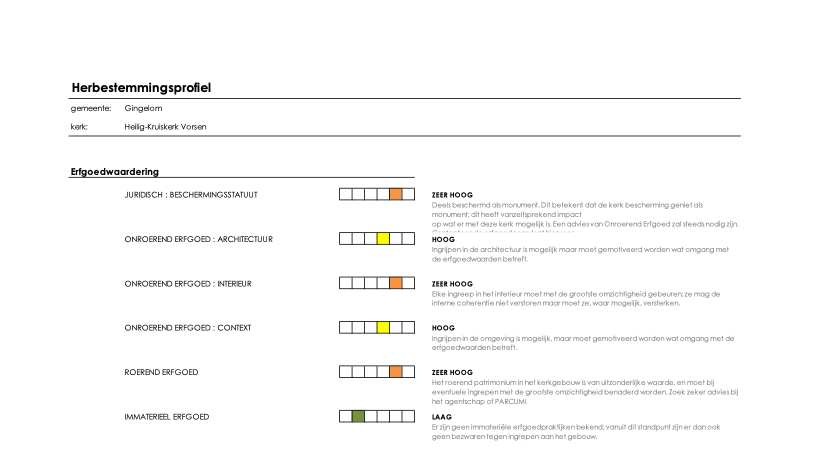 Herbestemmingsprofiel
gemeente: Gingelom
kerk: Heilig-Kruiskerk Vorsen
Erfgoedwaardering
JURIDISCH : BESCHERMINGSSTATUUT
ZEER HOOG
Deels beschermd als monument. Dit betekent dat de kerk bescherming geniet als
monument; dit heeft vanzelfsprekend impact
op wat er met deze kerk mogelijk is. Een advies van Onroerend Erfgoed zal steeds nodig zijn.
ONROEREND ERFGOED : ARCHITECTUUR
HOOG
Ingrijpen in de architectuur is mogelijk maar moet gemotiveerd worden wat omgang met
de erfgoedwaarden betreft.
ONROEREND ERFGOED : INTERIEUR
ZEER HOOG
Elke ingreep in het interieur moet met de grootste omzichtigheid gebeuren; ze mag de
interne coherentie niet verstoren maar moet ze, waar mogelijk, versterken.
ONROEREND ERFGOED : CONTEXT
HOOG
Ingrijpen in de omgeving is mogelijk, maar moet gemotiveerd worden wat omgang met de
erfgoedwaarden betreft.
ROEREND ERFGOED
ZEER HOOG
Het roerend patrimonium in het kerkgebouw is van uitzonderlijke waarde, en moet bij
eventuele ingrepen met de grootste omzichtigheid benaderd worden. Zoek zeker advies bij
het agentschap of PARCUM!
IMMATERIEEL ERFGOED
LAAG
Er zijn geen immateriële erfgoedpraktijken bekend; vanuit dit standpunt zijn er dan ook
geen bezwaren tegen ingrepen aan het gebouw.